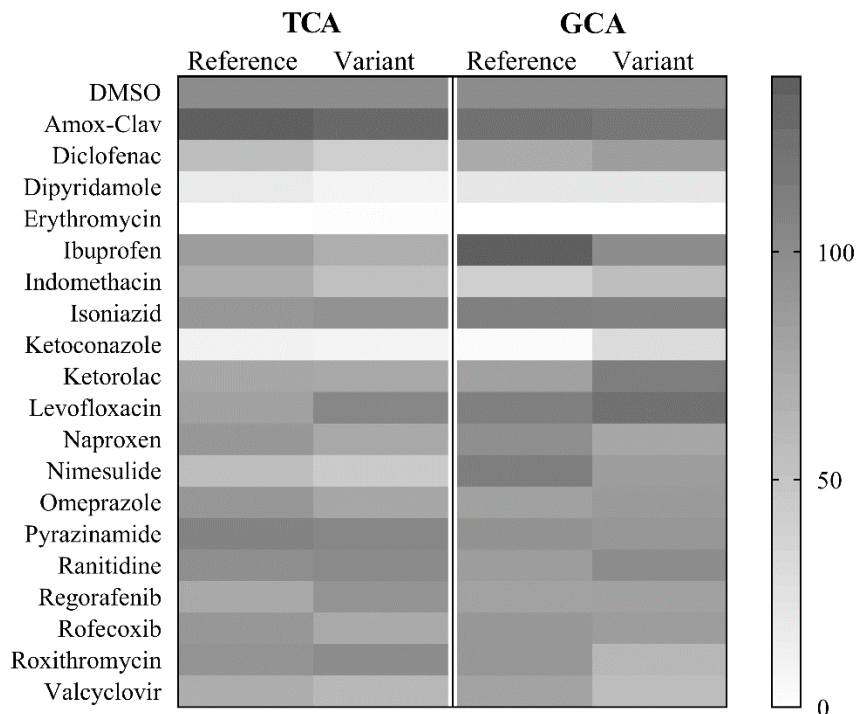 TCA GCA
Reference Variant Reference Variant
DMSO
Amox-Clav
Diclofenac
Dipyridamole
Erythromycin
Ibuprofen
Indomethacin
Isoniazid
Ketoconazole
Ketorolac
Levofloxacin
Naproxen
Nimesulide
Omeprazole
Pyrazinamide
Ranitidine
Regorafenib
Rofecoxib
Roxithromycin
Valcyclovir
100
50
0